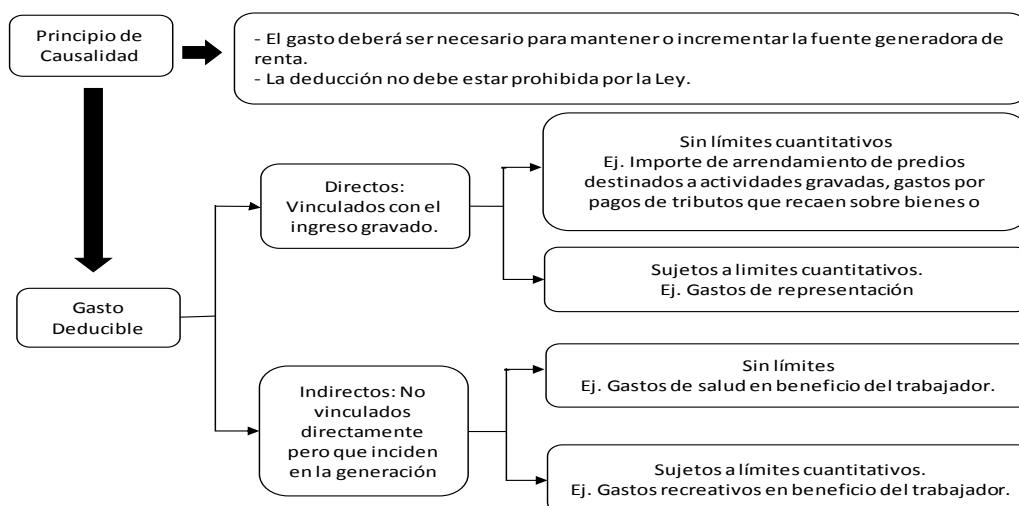 Principio de
Causalidad
- El gasto deberá ser necesario para mantener o incrementar la fuente generadora de
renta.
- La deducción no debe estar prohibida por la Ley.
Sin límites cuantitativos
Ej. Importe de arrendamiento de predios
destinados a actividades gravadas, gastos por
pagos de tributos que recaen sobre bienes o
Directos:
Vinculados con el
ingreso gravado.
Sujetos a limites cuantitativos.
Ej. Gastos de representación
Gasto
Deducible
Sin límites
Ej. Gastos de salud en beneficio del trabajador.
Indirectos: No
vinculados
directamente
pero que inciden
en la generación
Sujetos a límites cuantitativos.
Ej. Gastos recreativos en beneficio del trabajador.